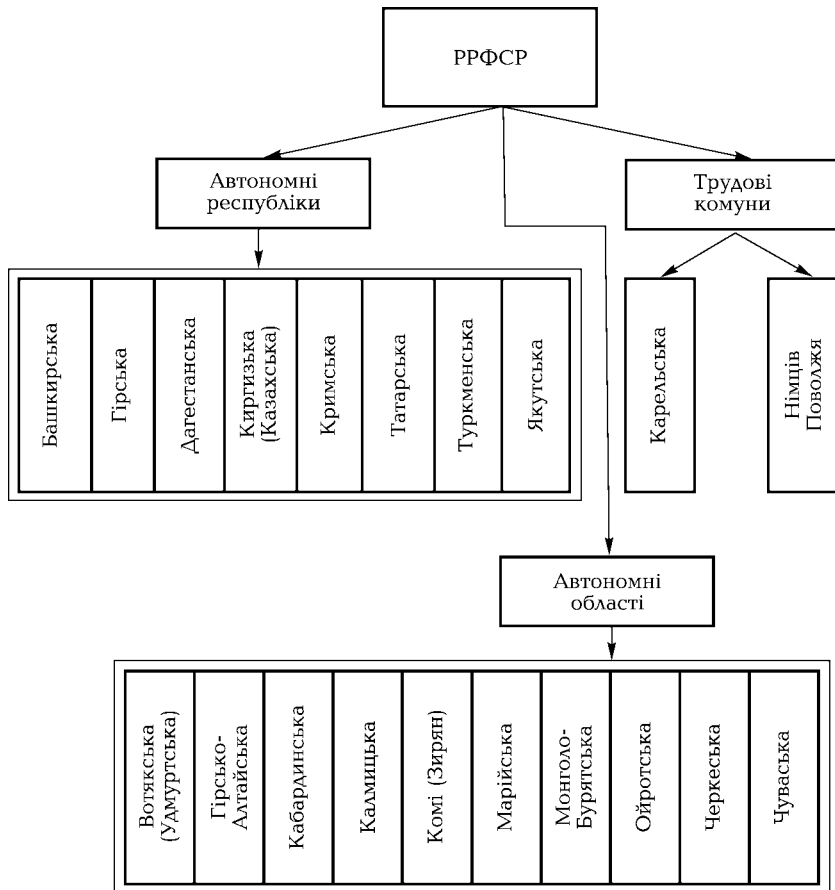 РРФСР
Автономні
республіки
Трудові
комуни
Башкирська
Гірська
Дагестанська
Киргизька
(Казахська)
Кримська
Татарська
Туркменська
Якутська
Карельська
Німців
Поволжя
Автономні
області
Вотякська
(Удмуртська)
Гірсько-
Алтайська
Кабардинська
Калмицька
Комі (Зирян)
Марійська
Монголо-
Бурятська
Ойротська
Черкеська
Чуваська